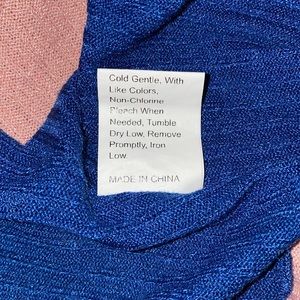 Cold Gentle, With
Like Colors,
Non-Chlorine
Bleach When
Needed, Tumble
Dry Low, Remove
Promptly, Iron
Low.
MADE IN CHINA